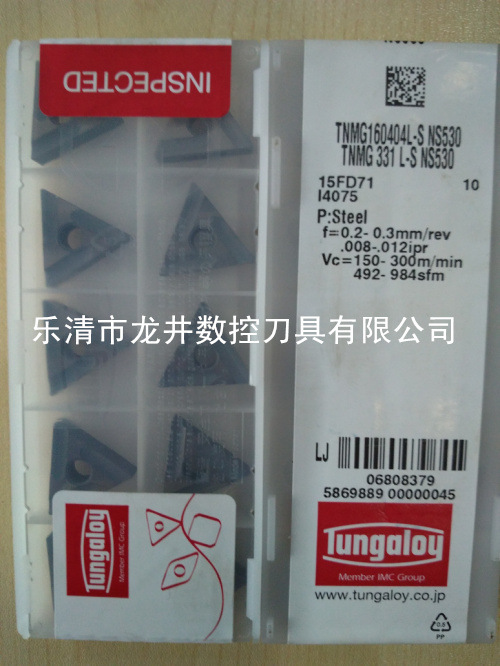 INSPECTED
TNMG160404L-S NS530
TNMG 331 L-S NS530
15FD71 10
I4075
P:Steel
f=0.2- 0.3mm/rev
.008-.012ipr
Vc=150- 300m/min
492- 984sfm
乐清市龙井数控刀具有限公司
LJ
06808379
5869889 00000045
Tungaloy
Member IMC Group
www.tungaloy.co.jp
0.8
PP
Tungaloy
Member IMC Group